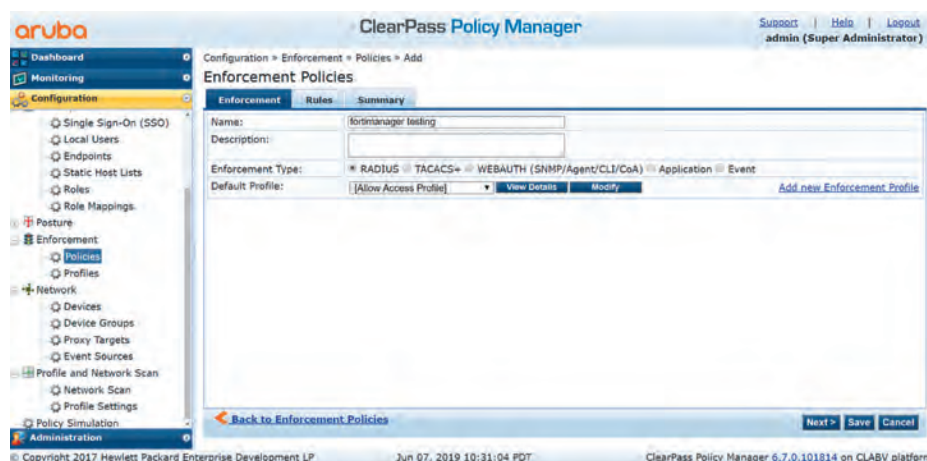 aruba
ClearPass Policy Manager
Support | Help | Logout
admin (Super Administrator)
Dashboard
Monitoring
Configuration
Single Sign-On (SSO)
Local Users
Endpoints
Static Host Lists
Roles
Role Mappings
Posture
Enforcement
Policies
Profiles
Network
Devices
Device Groups
Proxy Targets
Event Sources
Profile and Network Scan
Network Scan
Profile Settings
Policy Simulation
Administration
Configuration » Enforcement » Policies » Add
Enforcement Policies
Enforcement Rules Summary
Name: fortimanager testing
Description:
Enforcement Type: RADIUS TACACS+ WEBAUTH (SNMP/Agent/CLI/CoA) Application Event
Default Profile: [Allow Access Profile] View Details Modify Add new Enforcement Profile
Back to Enforcement Policies
Next > Save Cancel
© Copyright 2017 Hewlett Packard Enterprise Development LP Jun 07, 2019 10:31:04 PDT ClearPass Policy Manager 6.7.0.101814 on CLABV platform